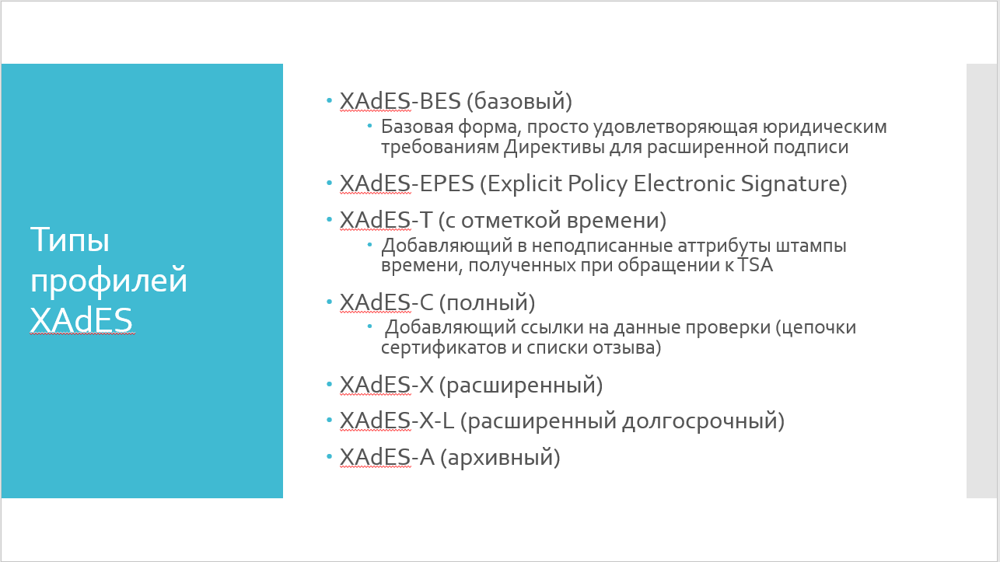 Типы
профилей
XAdES
• XAdES-BES (базовый)
• Базовая форма, просто удовлетворяющая юридическим
требованиям Директивы для расширенной подписи
• XAdES-EPES (Explicit Policy Electronic Signature)
• XAdES-T (с отметкой времени)
• Добавляющий в неподписанные аттрибуты штампы
времени, полученных при обращении к TSA
• XAdES-C (полный)
• Добавляющий ссылки на данные проверки (цепочки
сертификатов и списки отзыва)
• XAdES-X (расширенный)
• XAdES-X-L (расширенный долгосрочный)
• XAdES-A (архивный)